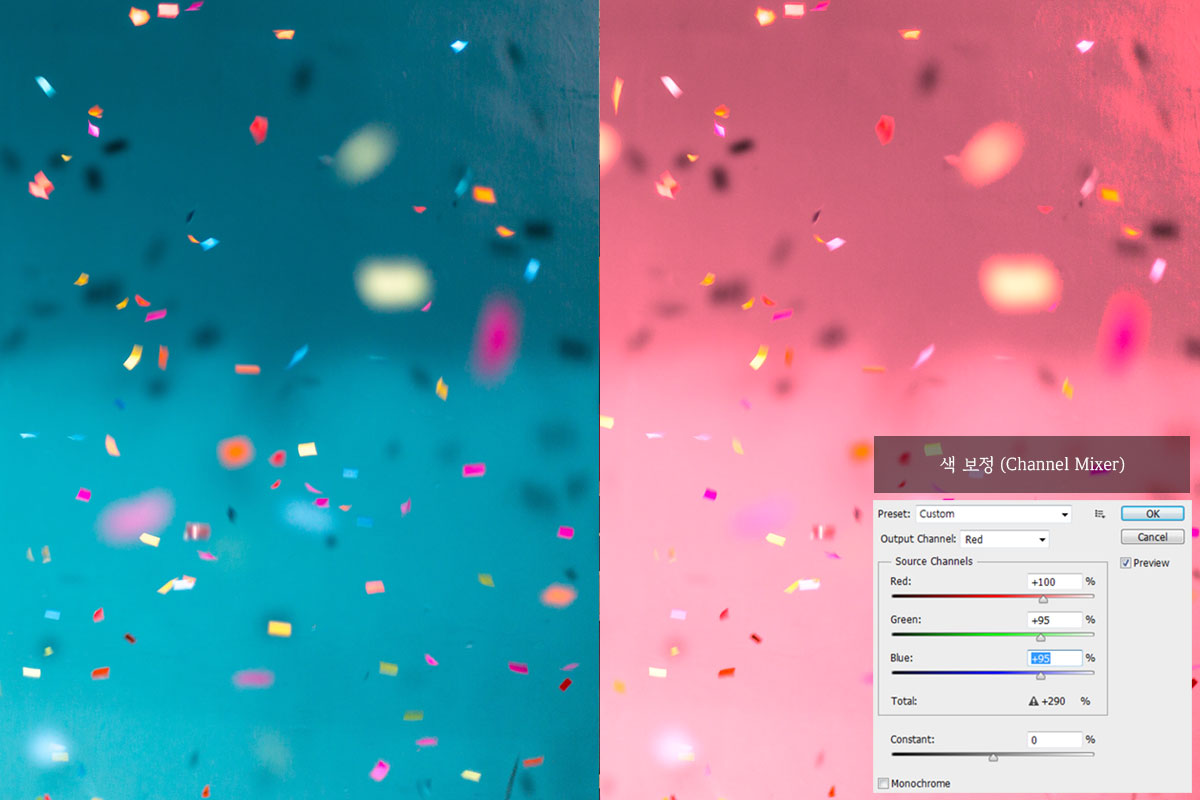 색 보정 (Channel Mixer)
Preset: Custom OK
Output Channel: Red Cancel
Source Channels Preview
Red: +100 %
Green: +95 %
Blue: +95 %
Total: +290 %
Constant: 0 %
Monochrome